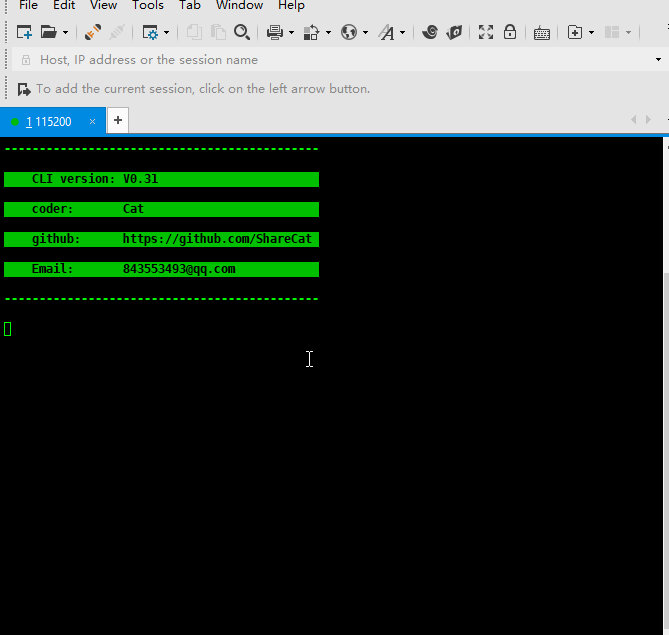 File Edit View Tools Tab Window Help
Host, IP address or the session name
To add the current session, click on the left arrow button.
1 115200
---------------------------------------------
CLI version: V0.31
coder: Cat
github: https://github.com/ShareCat
Email: 843553493@qq.com
---------------------------------------------